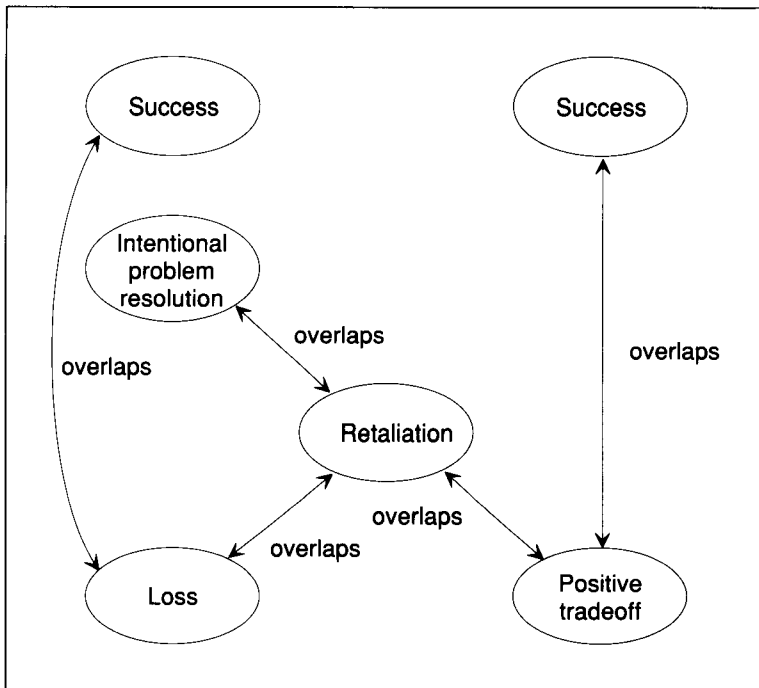 Success
Success
Intentional
problem
resolution
overlaps
overlaps
overlaps
Retaliation
overlaps
overlaps
Loss
Positive
tradeoff